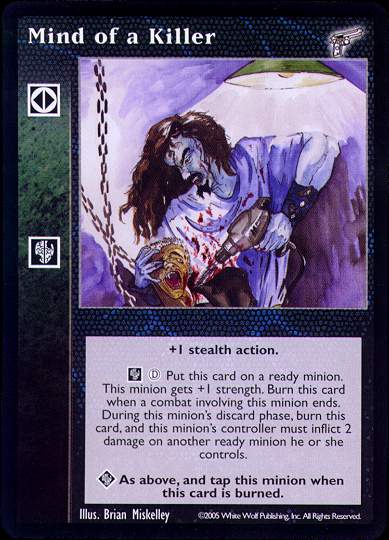 Mind of a Killer
+1 stealth action.
D Put this card on a ready minion.
This minion gets +1 strength. Burn this card
when a combat involving this minion ends.
During this minion's discard phase, burn this
card, and this minion's controller must inflict 2
damage on another ready minion he or she
controls.
As above, and tap this minion when
this card is burned.
Illus. Brian Miskelley ©2005 White Wolf Publishing, Inc. All Rights Reserved.